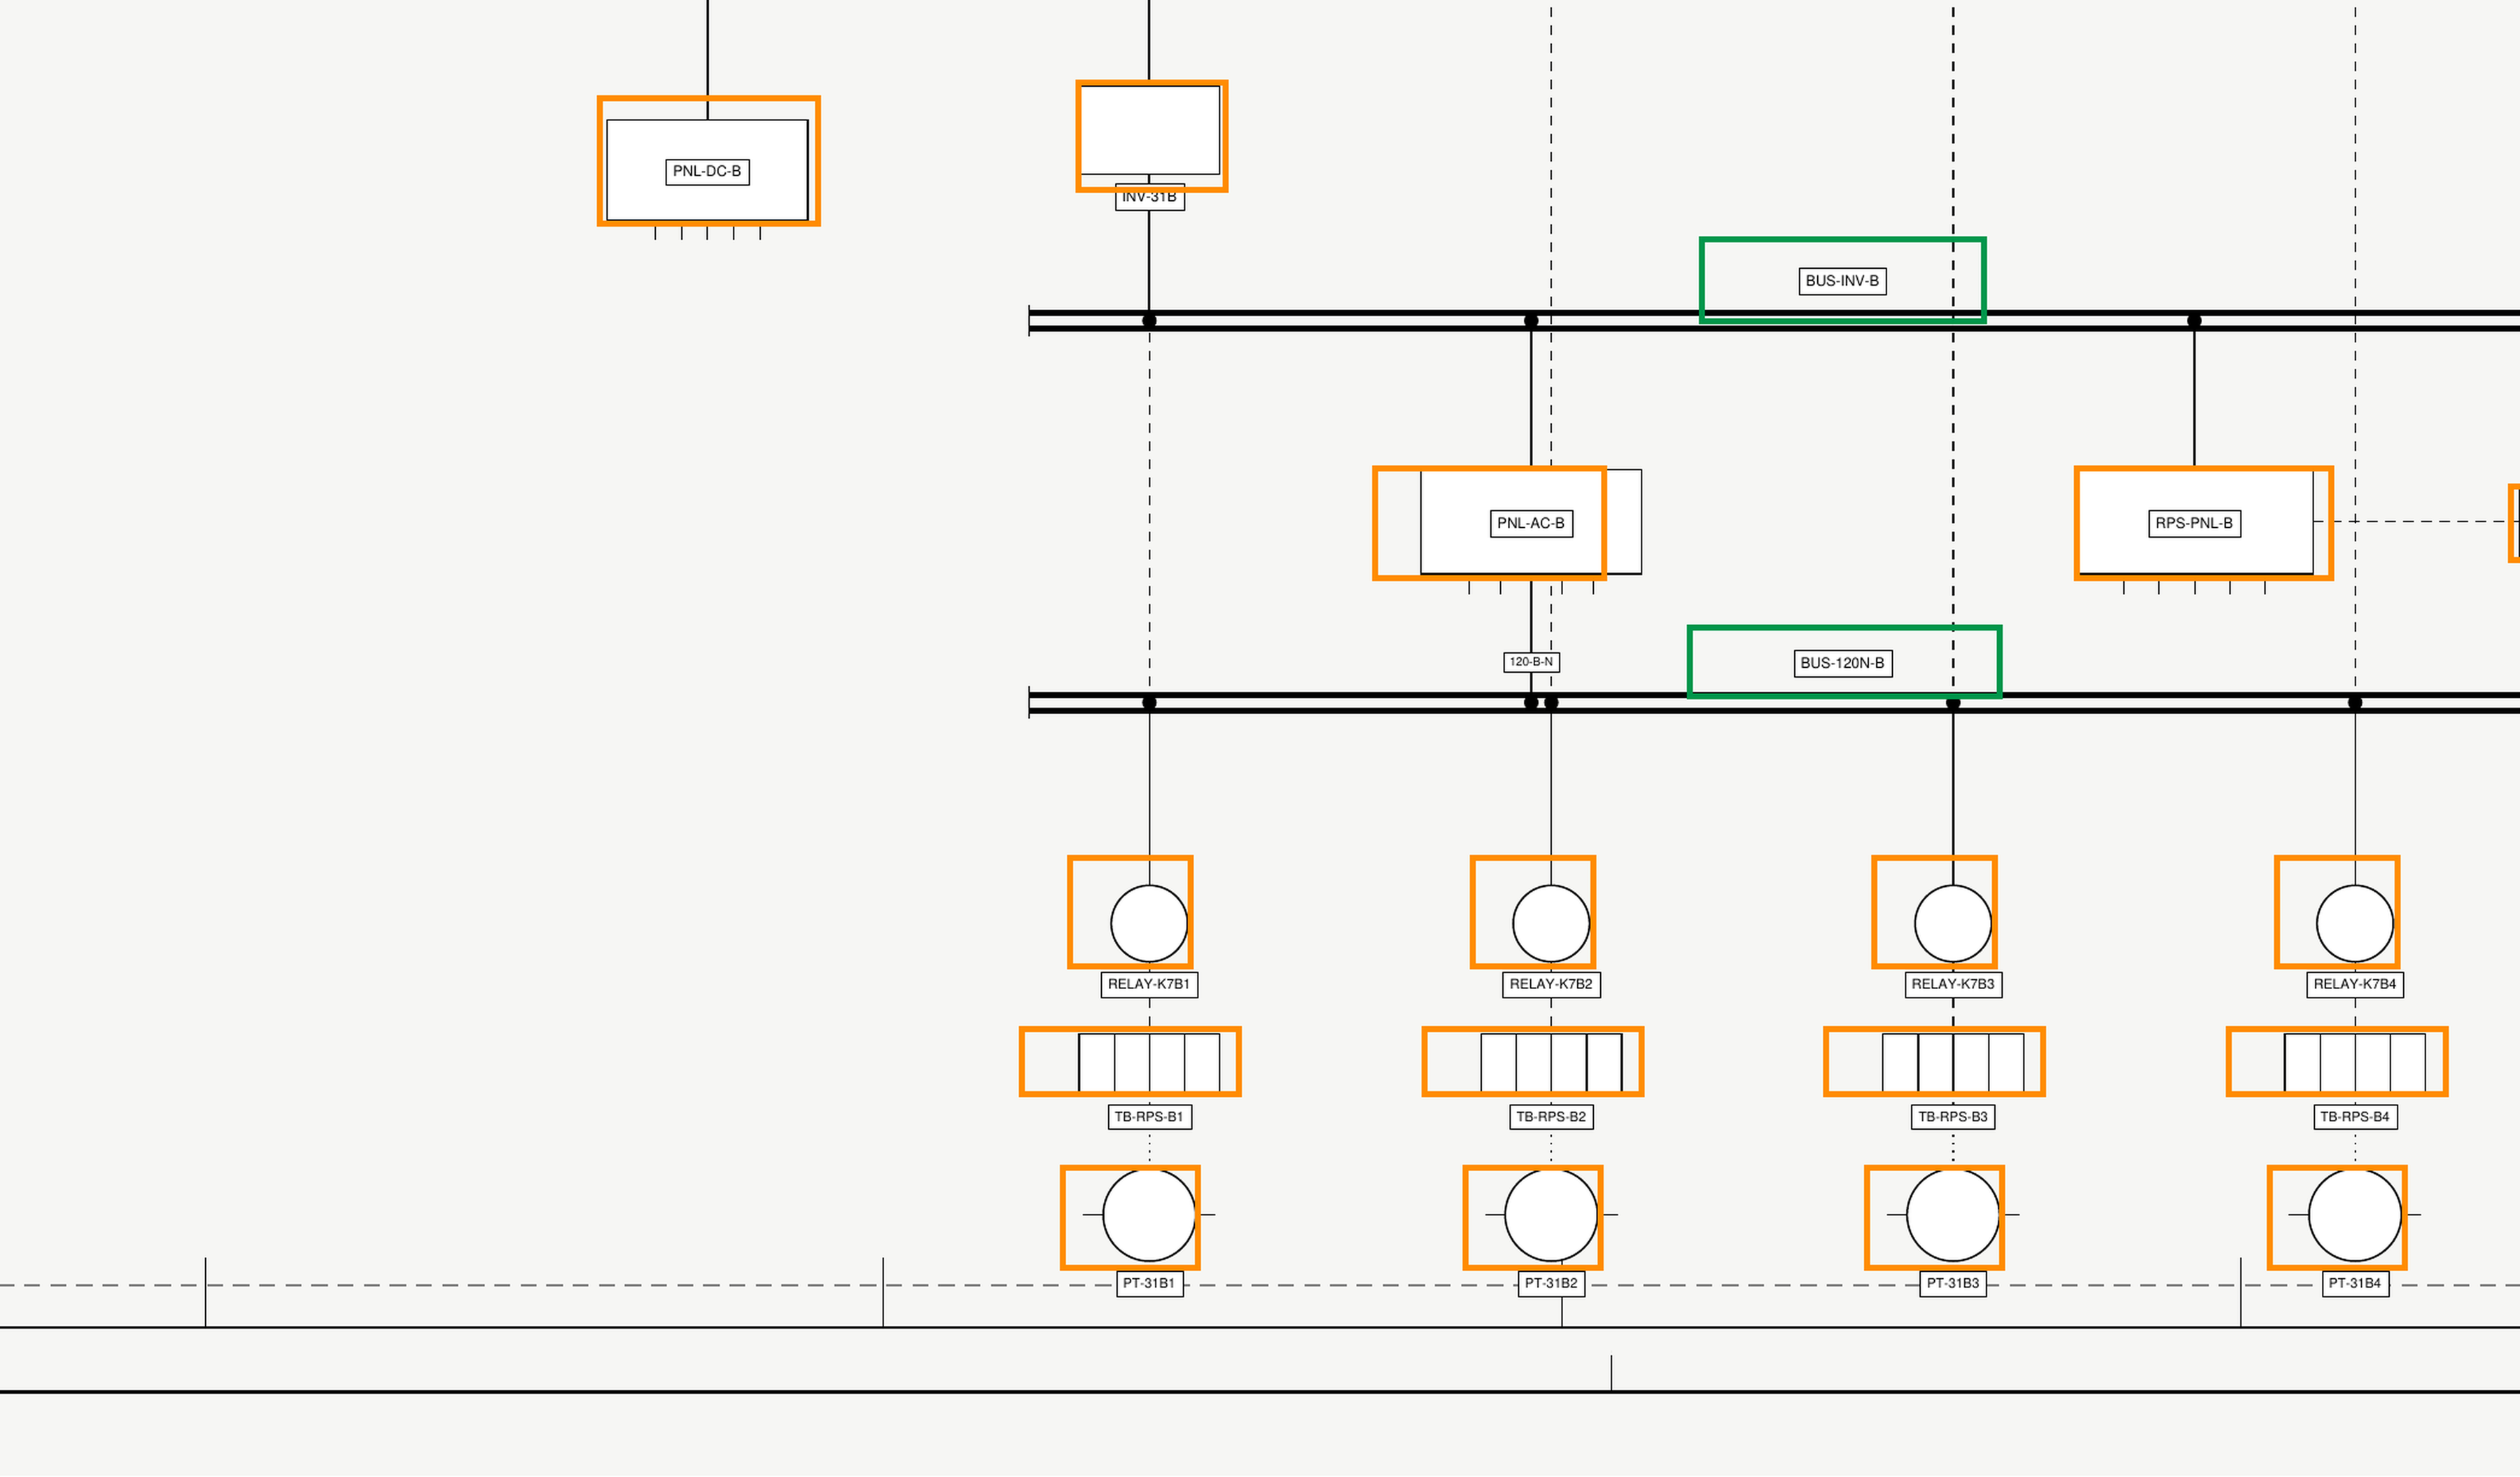 PNL-DC-B
INV-31B
BUS-INV-B
PNL-AC-B
RPS-PNL-B
120-B-N
BUS-120N-B
RELAY-K7B1
RELAY-K7B2
RELAY-K7B3
RELAY-K7B4
TB-RPS-B1
TB-RPS-B2
TB-RPS-B3
TB-RPS-B4
PT-31B1
PT-31B2
PT-31B3
PT-31B4